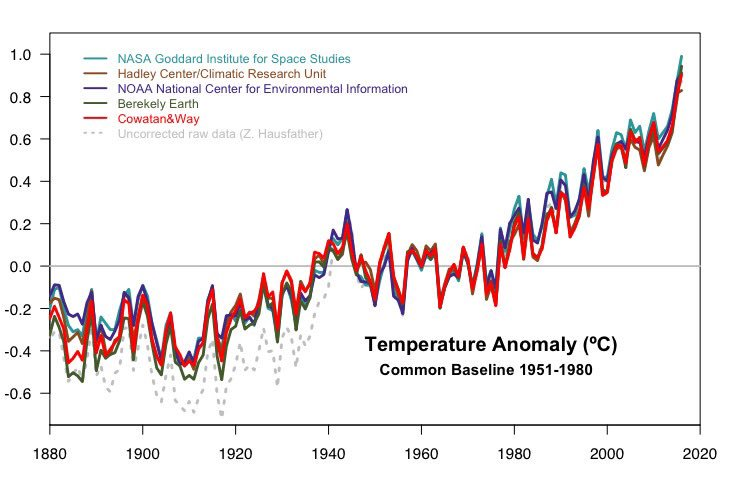 1.0
NASA Goddard Institute for Space Studies
Hadley Center/Climatic Research Unit
NOAA National Center for Environmental Information
0.8
Berekely Earth
Cowatan&Way
Uncorrected raw data (Z. Hausfather)
0.6
0.4
0.2
0.0
-0.2
Temperature Anomaly (ºC)
-0.4
Common Baseline 1951-1980
-0.6
1880 1900 1920 1940 1960 1980 2000 2020